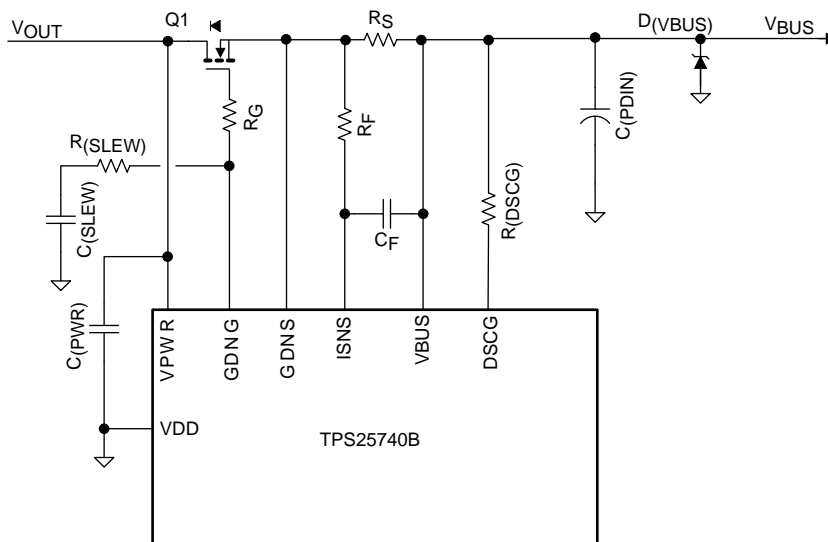 VOUT
Q1
RS
D(VBUS)
VBUS
RG
RF
C(PDIN)
R(SLEW)
C(SLEW)
CF
R(DSCG)
C(PWR)
VPWR
GDNG
GDNS
ISNS
VBUS
DSCG
VDD
TPS25740B